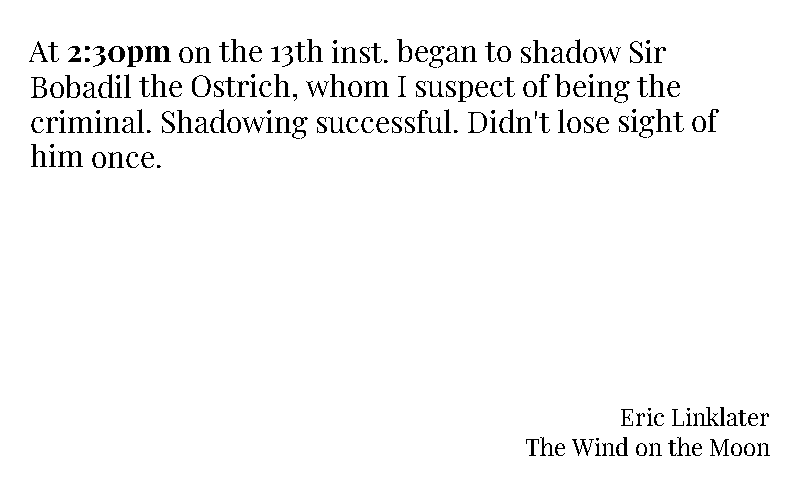 At 2:30pm on the 13th inst. began to shadow Sir
Bobadil the Ostrich, whom I suspect of being the
criminal. Shadowing successful. Didn't lose sight of
him once.
Eric Linklater
The Wind on the Moon